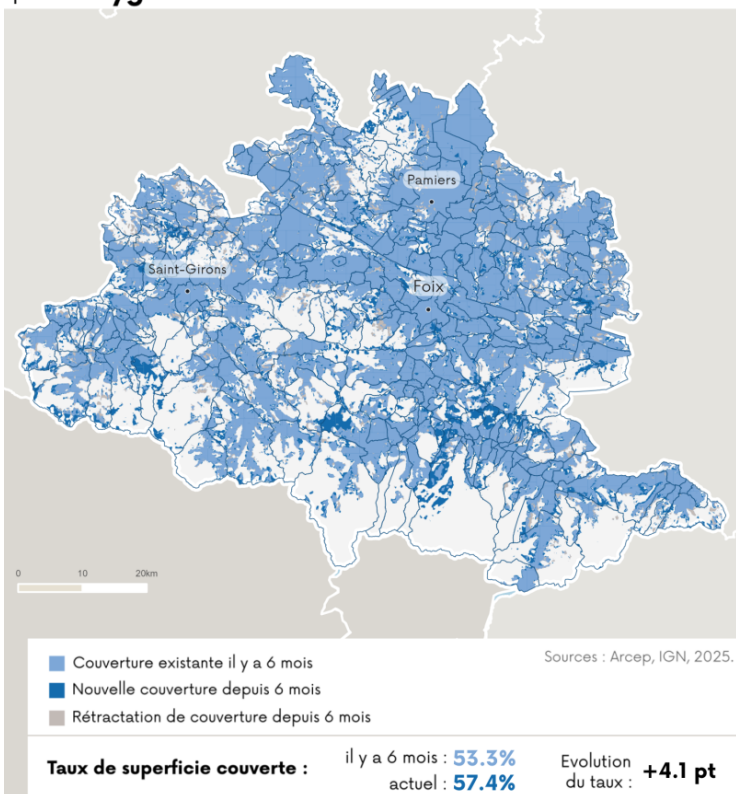 Pamiers
Saint-Girons
Foix
0 10 20km
Couverture existante il y a 6 mois
Sources : Arcep, IGN, 2025.
Nouvelle couverture depuis 6 mois
Rétractation de couverture depuis 6 mois
Taux de superficie couverte :
il y a 6 mois : 53.3%
actuel : 57.4%
Evolution
du taux : +4.1 pt